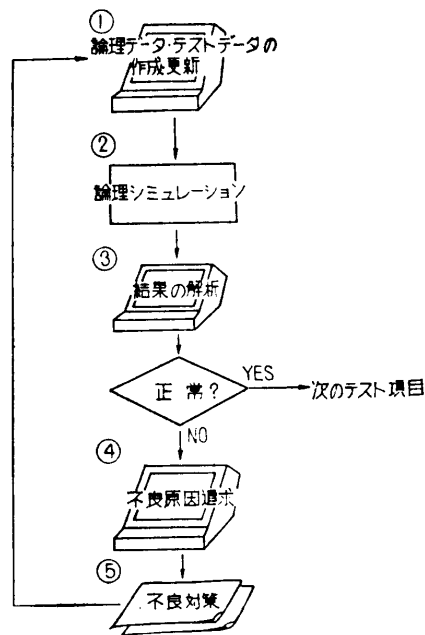 ①
論理データ・テストデータの
作成更新
②
論理シミュレーション
③
結果の解析
正常?
YES
次のテスト項目
NO
④
不良原因追求
⑤
不良対策